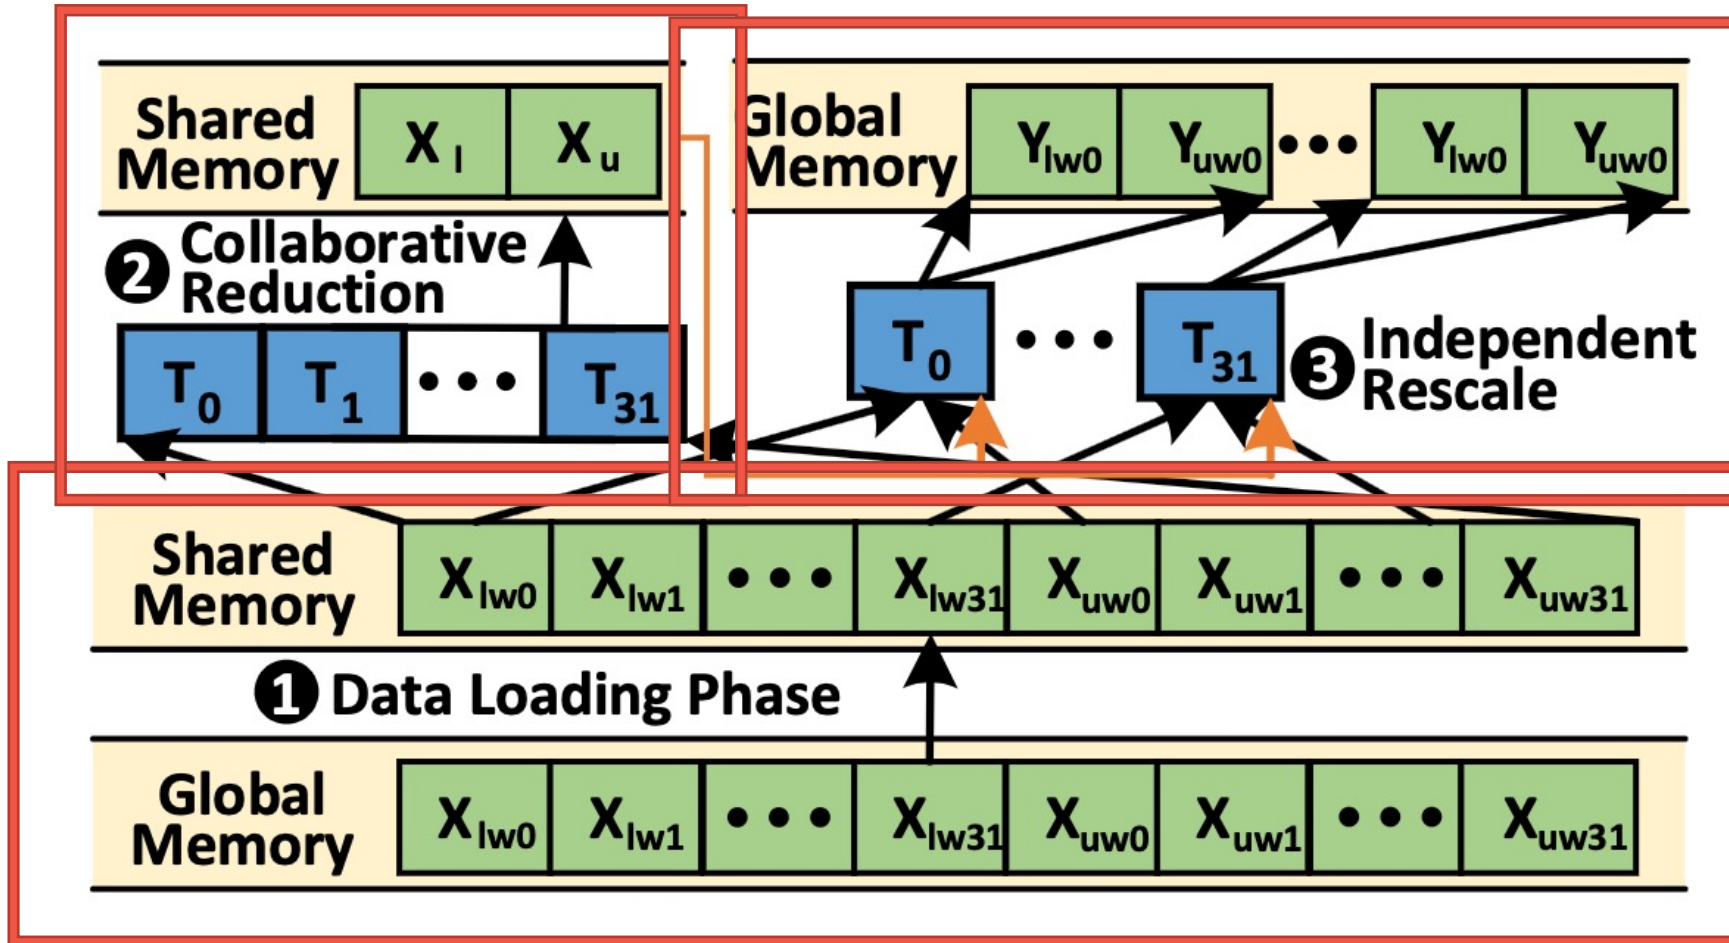 Shared Memory X l X u
Global Memory Y lw0 Y uw0 ••• Y lw0 Y uw0
2 Collaborative
Reduction
T 0 T 1 ••• T 31
T 0 ••• T 31
3 Independent
Rescale
Shared Memory X lw0 X lw1 ••• X lw31 X uw0 X uw1 ••• X uw31
1 Data Loading Phase
Global Memory X lw0 X lw1 ••• X lw31 X uw0 X uw1 ••• X uw31